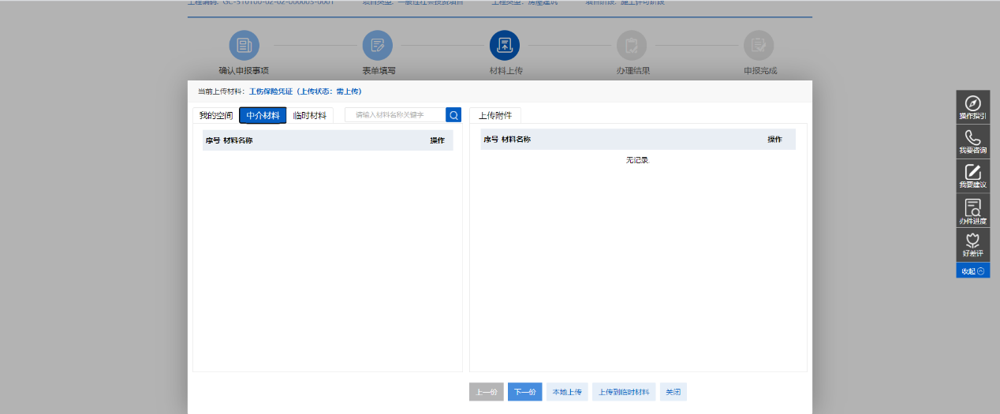 工程编码: GC-510100-02-02-000003-0001 项目类型: 一般性社会投资项目 工程类型: 房屋建筑 项目阶段: 施工许可阶段
确认申报事项 表单填写 材料上传 办理结果 申报完成
当前上传材料: 工伤保险凭证 (上传状态: 需上传)
我的空间 中介材料 临时材料 请输入材料名称关键字
序号 材料名称 操作
上传附件
序号 材料名称 操作
无记录
上一份 下一份 本地上传 上传到临时材料 关闭
操作指引
我要咨询
我要建议
办件进度
好差评
收起